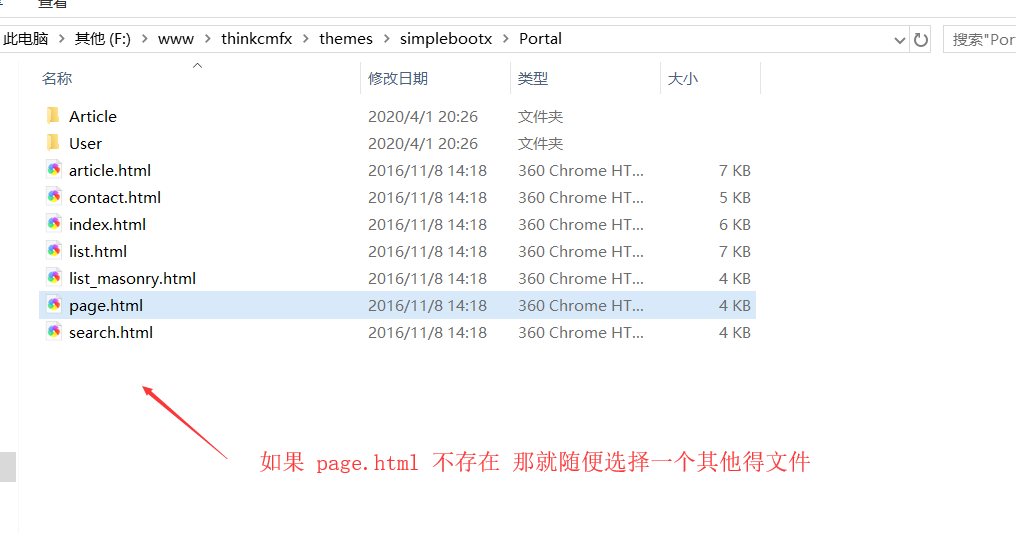 查看
此电脑 > 其他 (F:) > www > thinkcmfx > themes > simplebootx > Portal
搜索"Por
名称 修改日期 类型 大小
Article 2020/4/1 20:26 文件夹
User 2020/4/1 20:26 文件夹
article.html 2016/11/8 14:18 360 Chrome HT... 7 KB
contact.html 2016/11/8 14:18 360 Chrome HT... 5 KB
index.html 2016/11/8 14:18 360 Chrome HT... 6 KB
list.html 2016/11/8 14:18 360 Chrome HT... 7 KB
list_masonry.html 2016/11/8 14:18 360 Chrome HT... 4 KB
page.html 2016/11/8 14:18 360 Chrome HT... 4 KB
search.html 2016/11/8 14:18 360 Chrome HT... 4 KB
如果 page.html 不存在 那就随便选择一个其他得文件